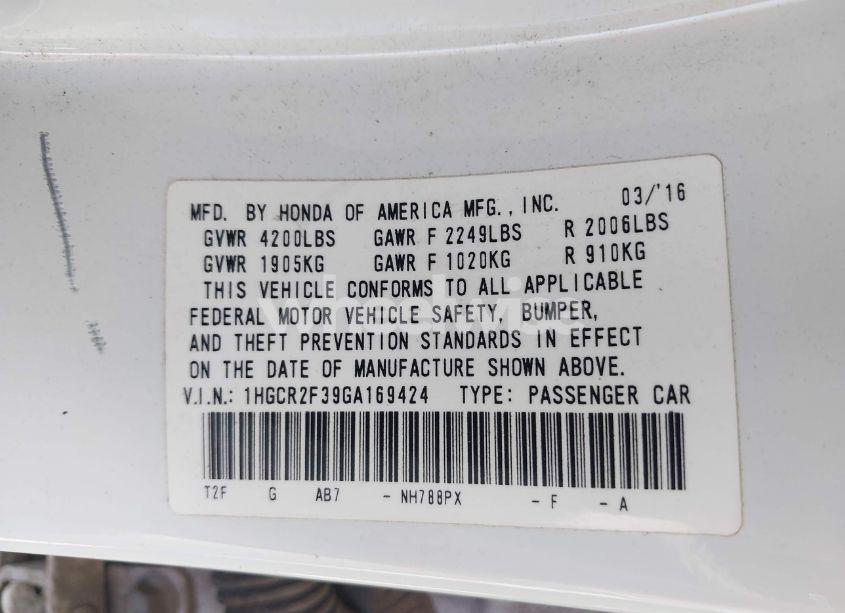 MFD. BY HONDA OF AMERICA MFG., INC. 03/'16
GVWR 4200LBS GAWR F 2249LBS R 2006LBS
GVWR 1905KG GAWR F 1020KG R 910KG
THIS VEHICLE CONFORMS TO ALL APPLICABLE
FEDERAL MOTOR VEHICLE SAFETY, BUMPER,
AND THEFT PREVENTION STANDARDS IN EFFECT
ON THE DATE OF MANUFACTURE SHOWN ABOVE.
V.I.N.: 1HGCR2F39GA169424 TYPE: PASSENGER CAR
T2F G AB7 - NH788PX - F - A